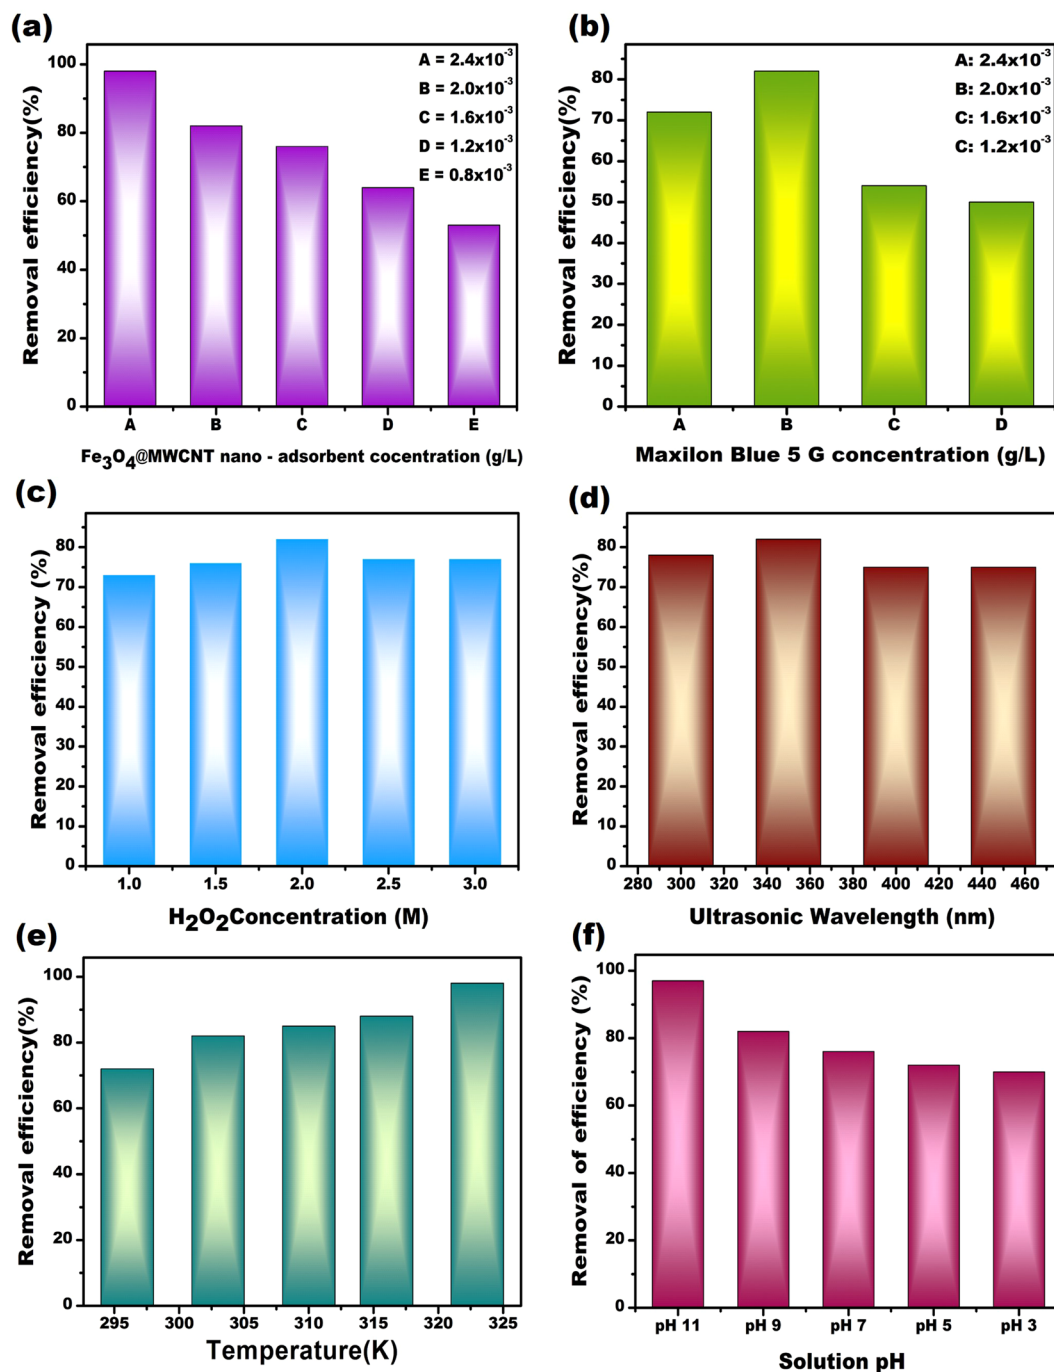 (a)
Removal efficiency(%)
100
80
60
40
20
0
A = 2.4x10⁻³
B = 2.0x10⁻³
C = 1.6x10⁻³
D = 1.2x10⁻³
E = 0.8x10⁻³
A B C D E
Fe₃O₄@MWCNT nano - adsorbent cocentration (g/L)
(b)
Removal efficiency(%)
80
70
60
50
40
30
20
10
0
A: 2.4x10⁻³
B: 2.0x10⁻³
C: 1.6x10⁻³
C: 1.2x10⁻³
A B C D
Maxilon Blue 5 G concentration (g/L)
(c)
Removal efficiency (%)
80
70
60
50
40
30
20
10
0
1.0 1.5 2.0 2.5 3.0
H₂O₂Concentration (M)
(d)
Removal efficiency(%)
80
70
60
50
40
30
20
10
0
280 300 320 340 360 380 400 420 440 460
Ultrasonic Wavelength (nm)
(e)
Removal efficiency(%)
100
80
60
40
20
0
295 300 305 310 315 320 325
Temperature(K)
(f)
Removal of efficiency (%)
100
80
60
40
20
0
pH 11 pH 9 pH 7 pH 5 pH 3
Solution pH